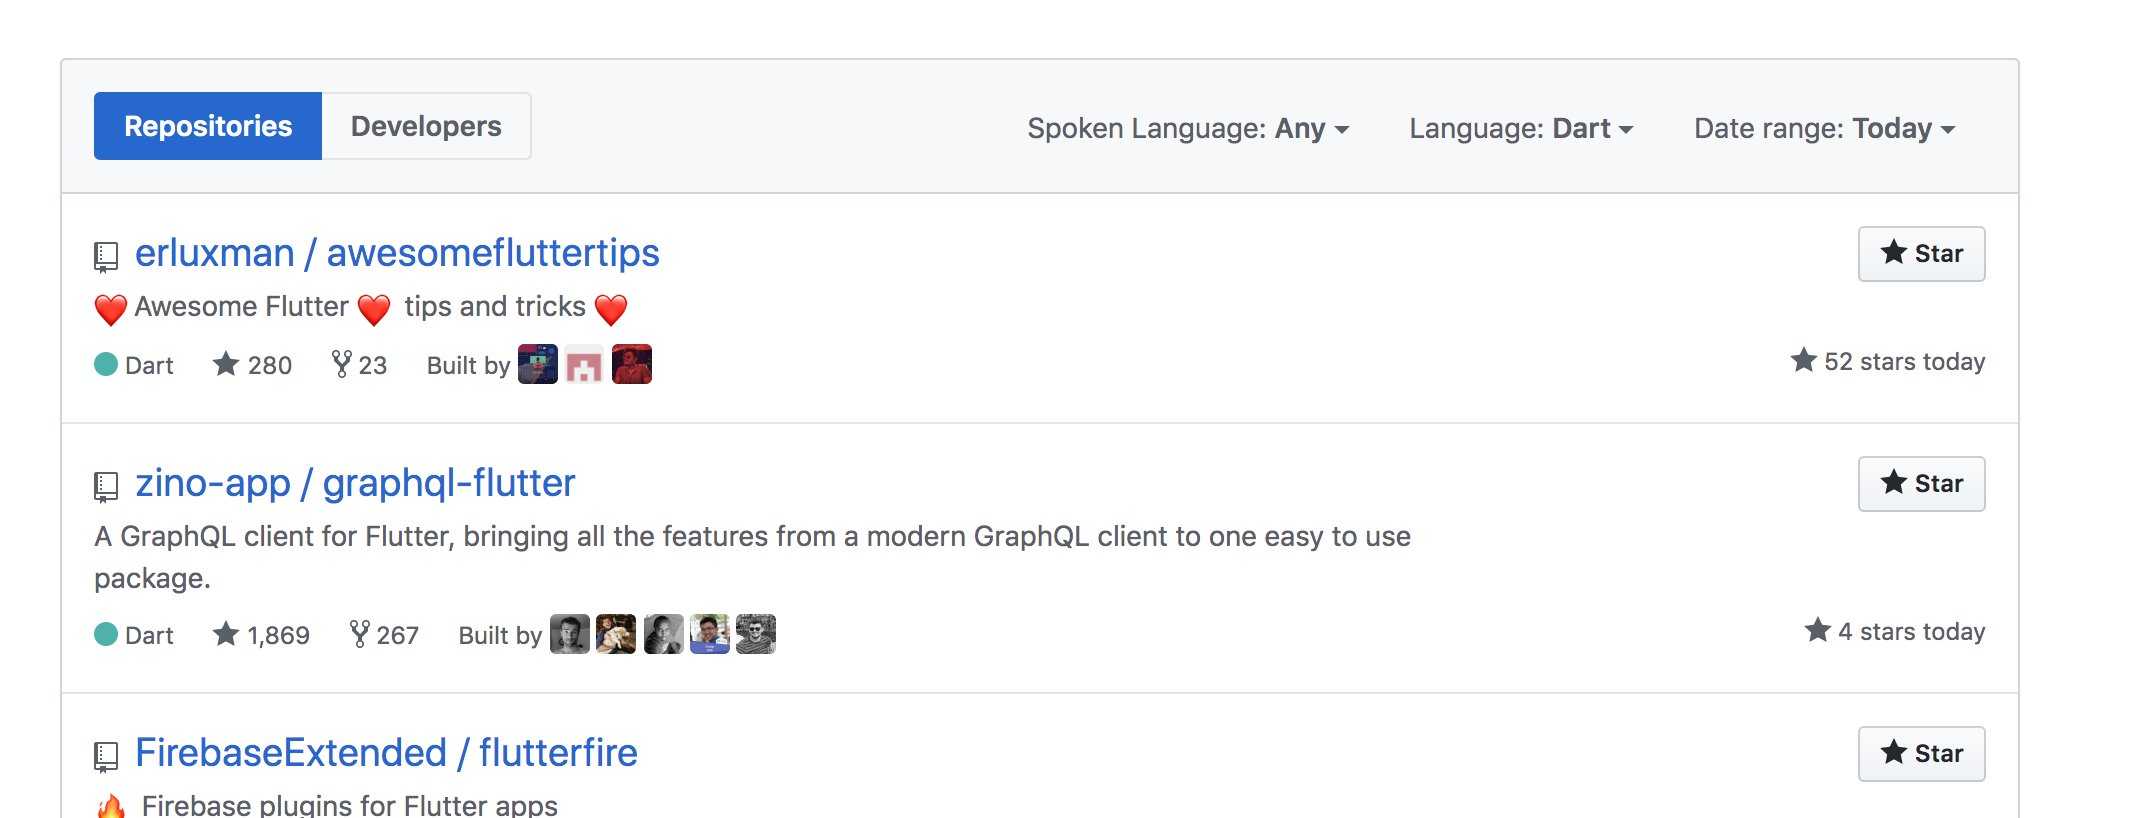 Repositories Developers Spoken Language: Any Language: Dart Date range: Today
erluxman / awesomefluttertips Star
❤️ Awesome Flutter ❤️ tips and tricks ❤️
Dart 280 23 Built by 52 stars today
zino-app / graphql-flutter Star
A GraphQL client for Flutter, bringing all the features from a modern GraphQL client to one easy to use
package.
Dart 1,869 267 Built by 4 stars today
FirebaseExtended / flutterfire Star
🔥 Firebase plugins for Flutter apps